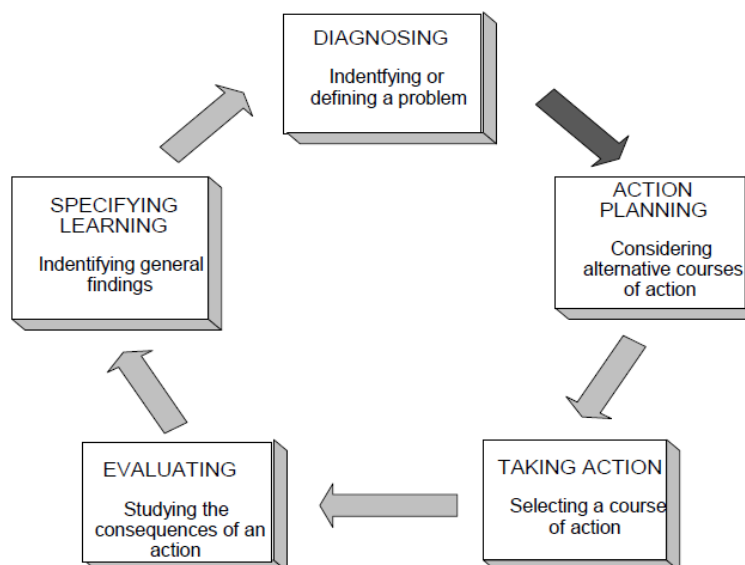 DIAGNOSING
Indentfying or
defining a problem
ACTION
PLANNING
Considering
alternative courses
of action
TAKING ACTION
Selecting a course
of action
EVALUATING
Studying the
consequences of an
action
SPECIFYING
LEARNING
Indentifying general
findings